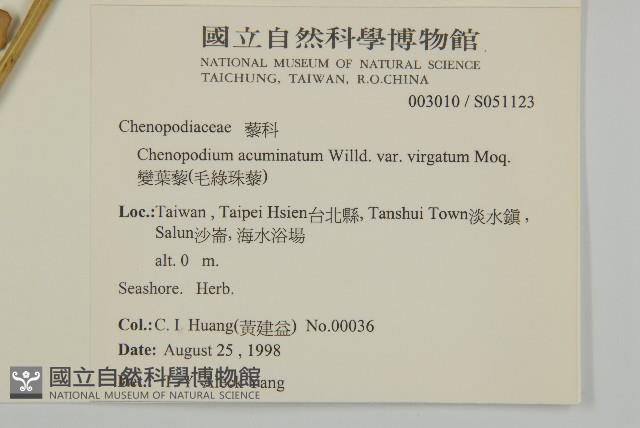 國立自然科學博物館
NATIONAL MUSEUM OF NATURAL SCIENCE
TAICHUNG, TAIWAN, R.O.CHINA
003010 / S051123
Chenopodiaceae 藜科
Chenopodium acuminatum Willd. var. virgatum Moq.
變葉藜(毛綠珠藜)
Loc.:Taiwan , Taipei Hsien台北縣, Tanshui Town淡水鎮 ,
Salun沙崙, 海水浴場
alt. 0 m.
Seashore. Herb.
Col.: C. I. Huang(黃建益) No.00036
Date: August 25 , 1998
Yang
國立自然科學博物館
NATIONAL MUSEUM OF NATURAL SCIENCE